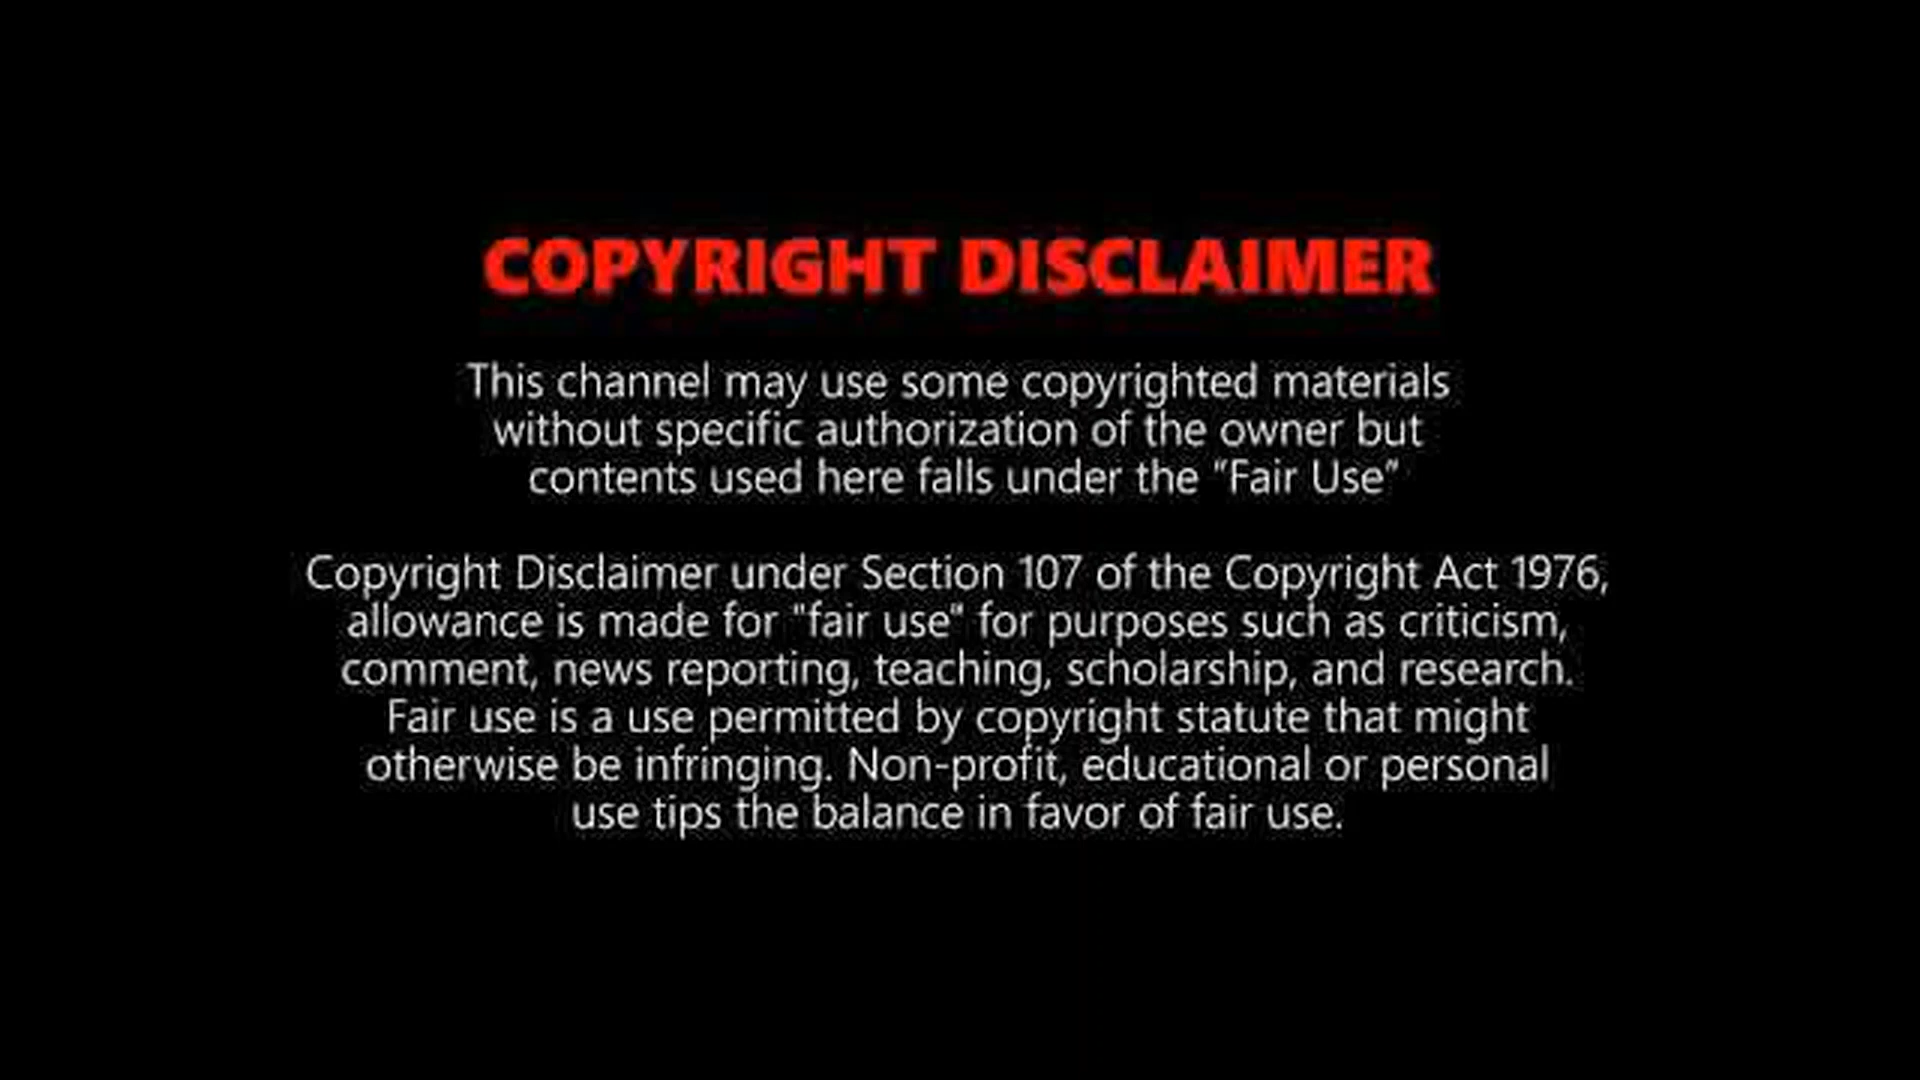 COPYRIGHT DISCLAIMER
This channel may use some copyrighted materials
without specific authorization of the owner but
contents used here falls under the "Fair Use"
Copyright Disclaimer under Section 107 of the Copyright Act 1976,
allowance is made for "fair use" for purposes such as criticism,
comment, news reporting, teaching, scholarship, and research.
Fair use is a use permitted by copyright statute that might
otherwise be infringing. Non-profit, educational or personal
use tips the balance in favor of fair use.